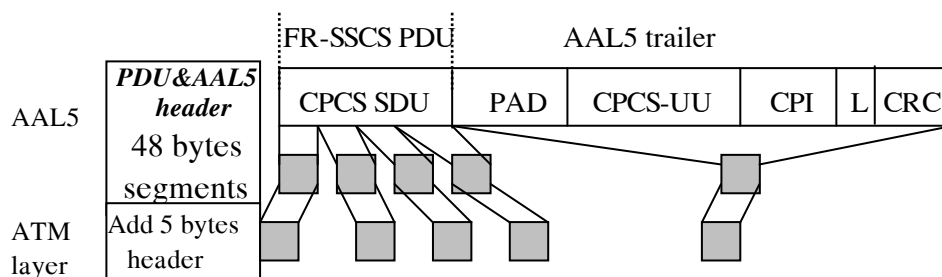 FR-SSCS PDU AAL5 trailer
AAL5
PDU&AAL5
header
48 bytes
segments
CPCS SDU PAD CPCS-UU CPI L CRC
ATM
layer
Add 5 bytes
header